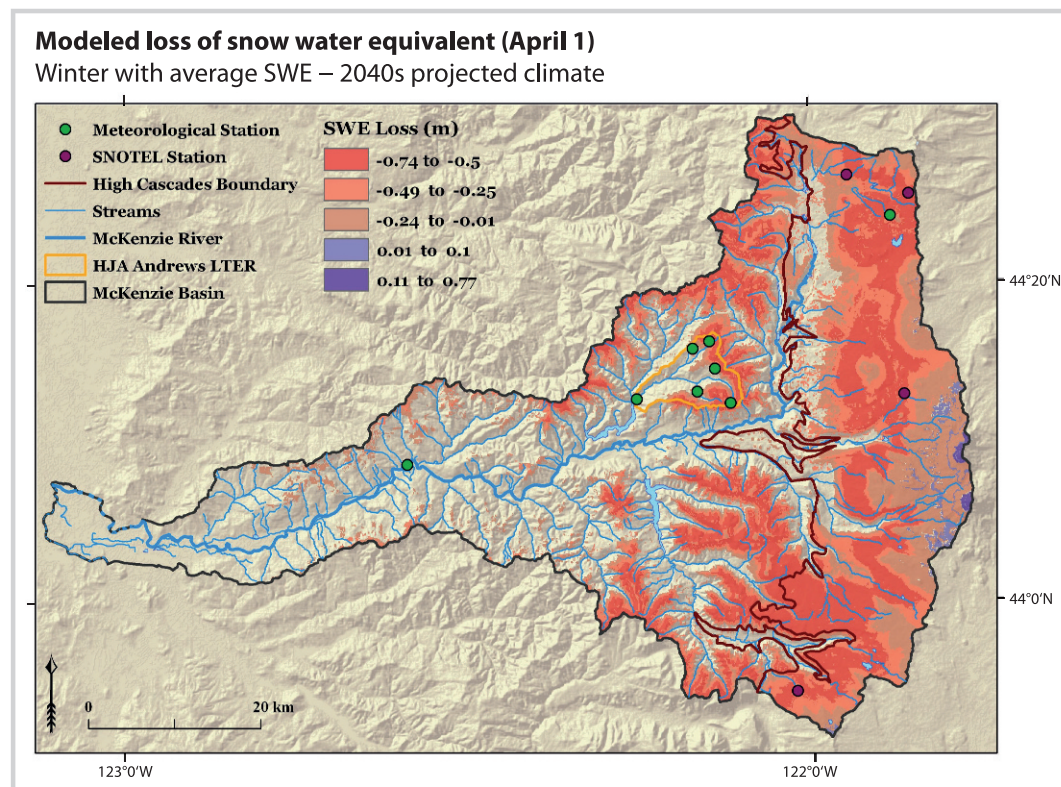 Modeled loss of snow water equivalent (April 1)
Winter with average SWE – 2040s projected climate
Meteorological Station
SNOTEL Station
High Cascades Boundary
Streams
McKenzie River
HJA Andrews LTER
McKenzie Basin
SWE Loss (m)
-0.74 to -0.5
-0.49 to -0.25
-0.24 to -0.01
0.01 to 0.1
0.11 to 0.77
44°20'N
44°0'N
0 20 km
123°0'W
122°0'W